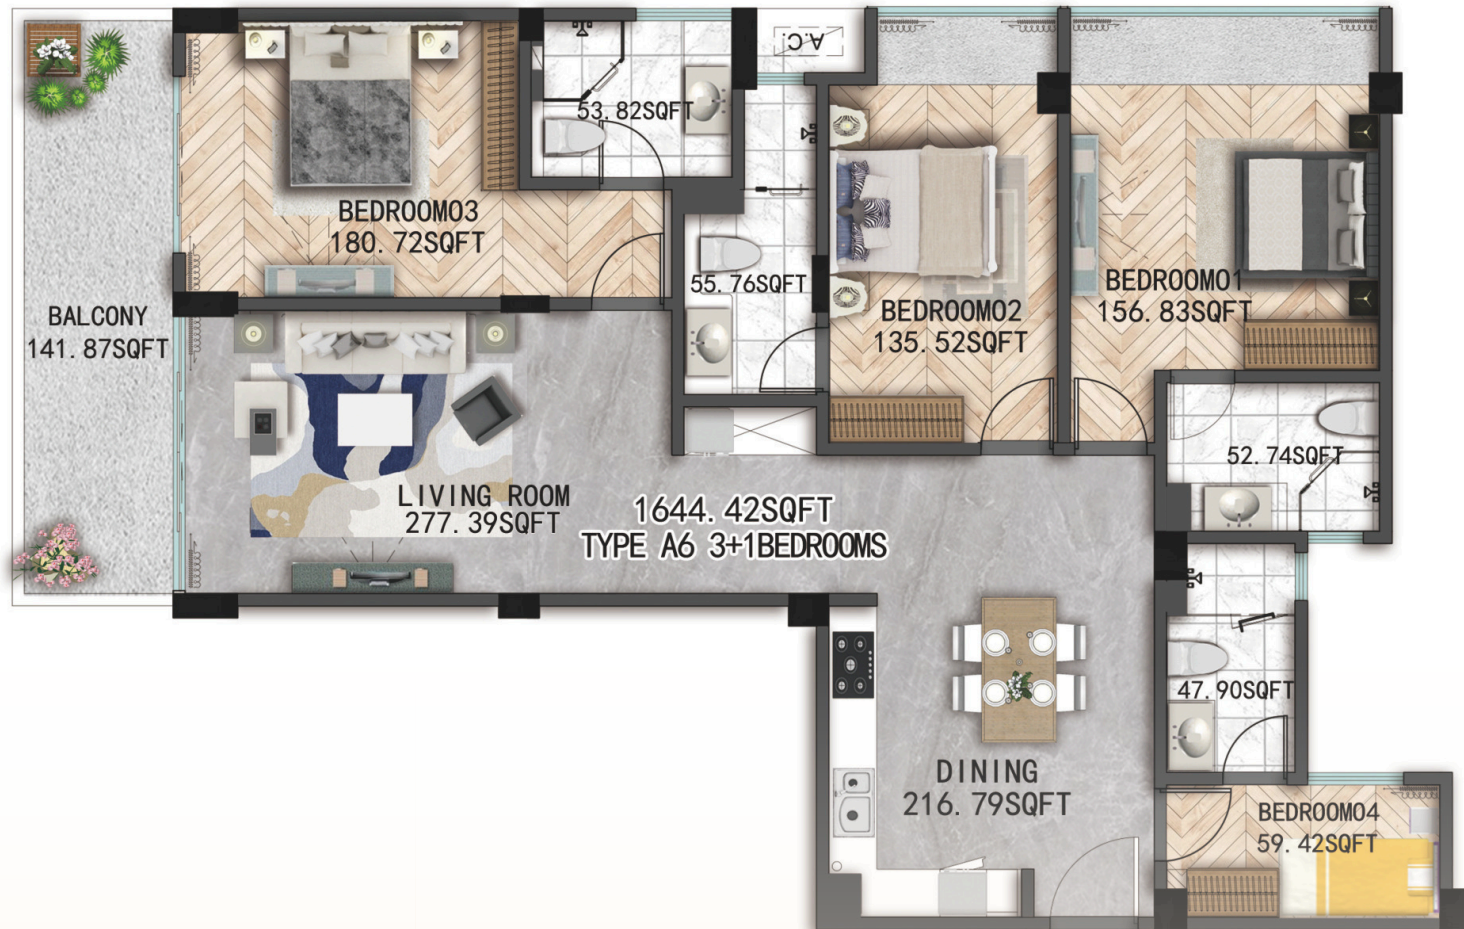 A.C.
53.82SQFT
BEDROOM03
180.72SQFT
55.76SQFT
BEDROOM02
135.52SQFT
BEDROOM01
156.83SQFT
BALCONY
141.87SQFT
52.74SQFT
LIVING ROOM
277.39SQFT
1644.42SQFT
TYPE A6 3+1BEDROOMS
47.90SQFT
DINING
216.79SQFT
BEDROOM04
59.42SQFT